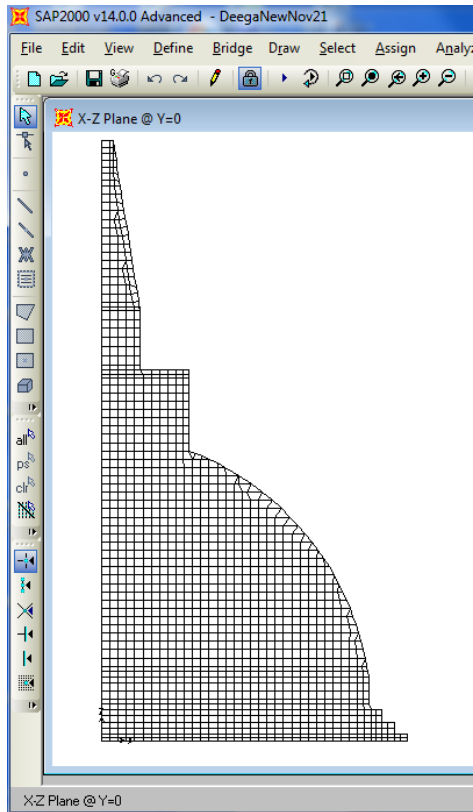 SAP2000 v14.0.0 Advanced - DeegaNewNov21
File Edit View Define Bridge Draw Select Assign Analyz
X-Z Plane @ Y=0
all
ps
clr
X-Z Plane @ Y=0